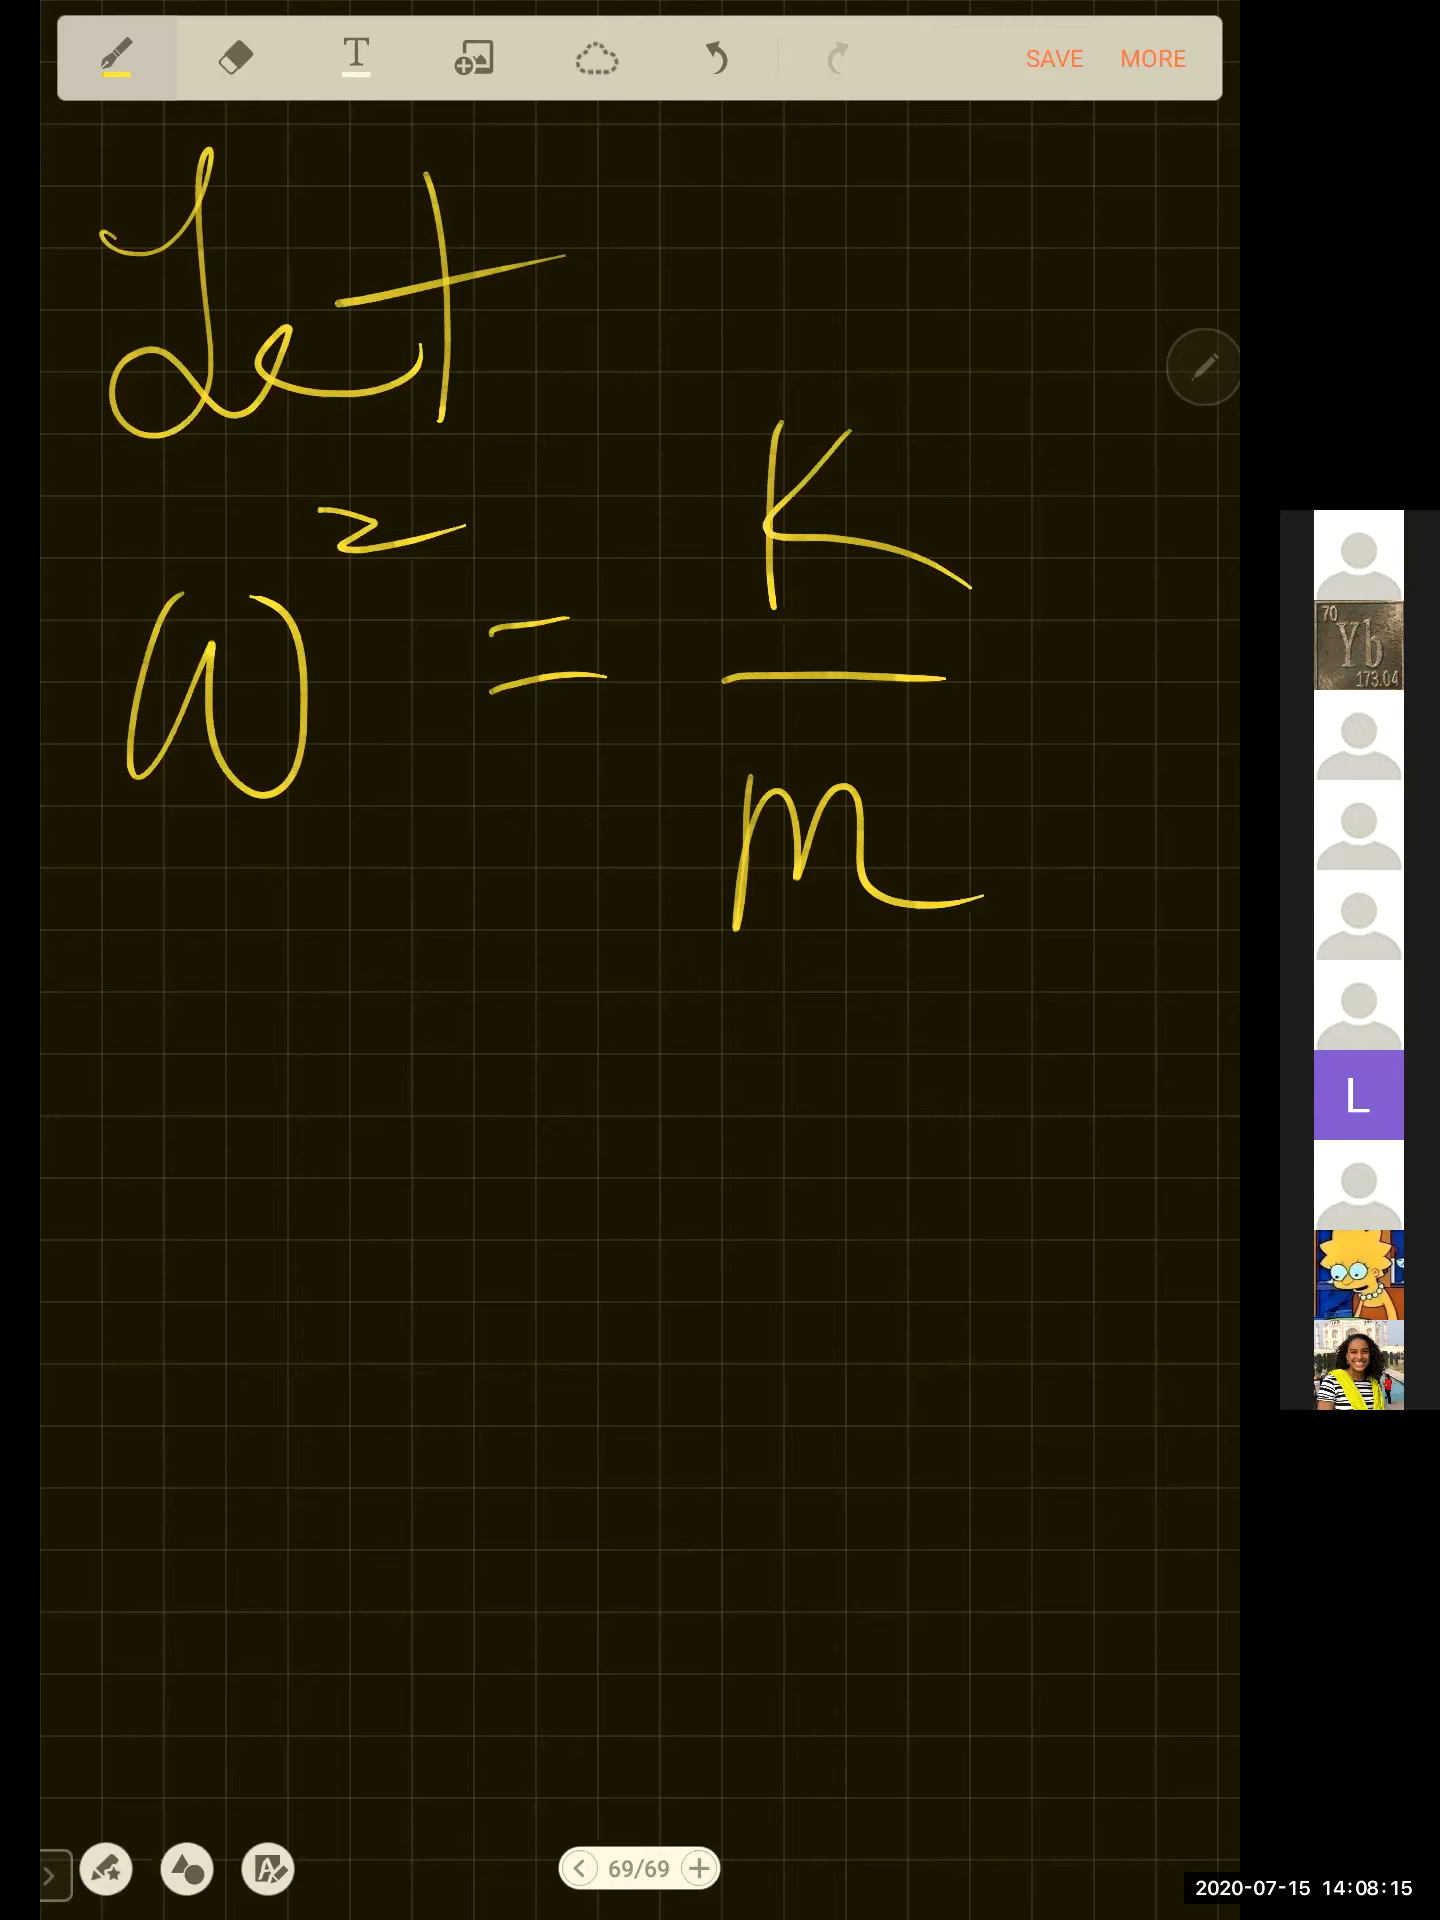 T
SAVE MORE
Let
ω² = K/m
70
Yb
173.04
L
69/69
2020-07-15 14:08:15